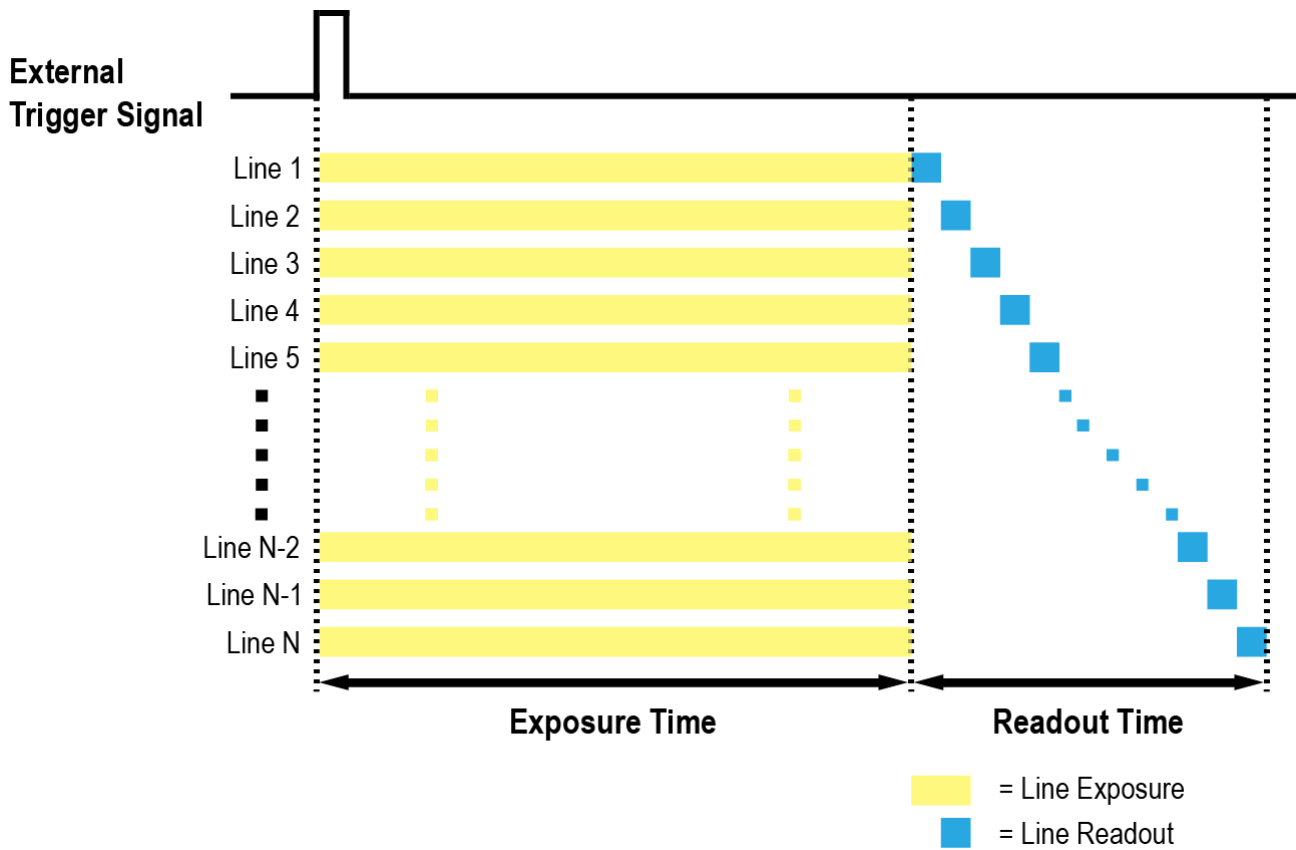 External
Trigger Signal
Line 1
Line 2
Line 3
Line 4
Line 5
Line N-2
Line N-1
Line N
Exposure Time
Readout Time
= Line Exposure
= Line Readout